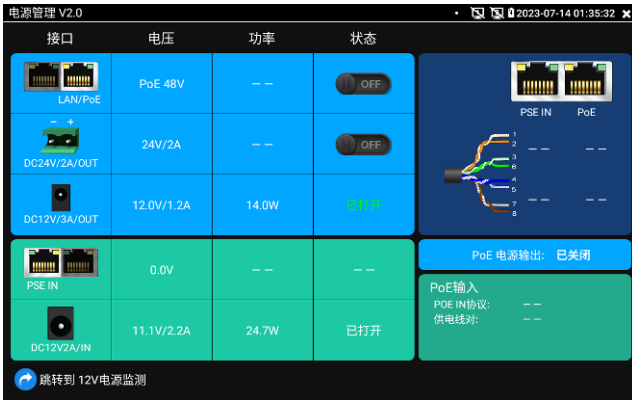 电源管理 V2.0
2023-07-14 01:35:32
接口 电压 功率 状态
LAN/PoE PoE 48V -- OFF
- +
DC24V/2A/OUT 24V/2A -- OFF
DC12V/3A/OUT 12.0V/1.2A 14.0W 已打开
PSE IN 0.0V -- --
DC12V2A/IN 11.1V/2.2A 24.7W 已打开
PSE IN PoE
1
2 -- --
3
6
4
5
7 -- --
8
PoE 电源输出: 已关闭
PoE输入
POE IN协议: --
供电线对: --
跳转到 12V电源监测